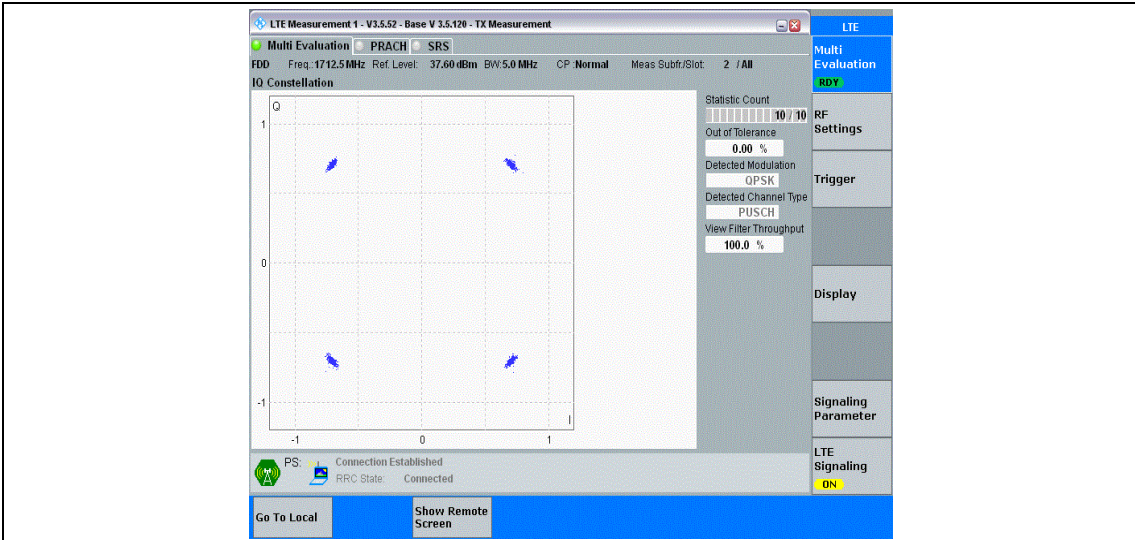 LTE Measurement 1 - V3.5.52 - Base V 3.5.120 - TX Measurement
LTE
Multi Evaluation PRACH SRS
FDD Freq.:1712.5 MHz Ref. Level: 37.60 dBm BW:5.0 MHz CP :Normal Meas Subfr./Slot: 2 / All
IQ Constellation
Q
1
0
-1
I
-1 0 1
Statistic Count
10 / 10
Out of Tolerance
0.00 %
Detected Modulation
QPSK
Detected Channel Type
PUSCH
View Filter Throughput
100.0 %
Multi
Evaluation
RDY
RF
Settings
Trigger
Display
Signaling
Parameter
LTE
Signaling
ON
PS: Connection Established
RRC State: Connected
Go To Local
Show Remote
Screen